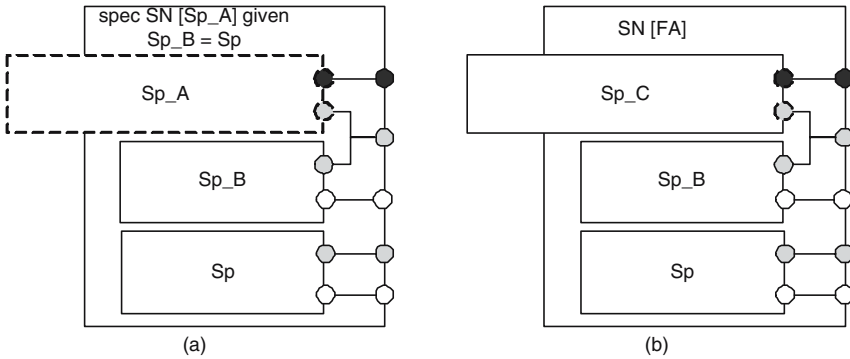 spec SN [Sp_A] given
Sp_B = Sp
Sp_A
Sp_B
Sp
(a)
SN [FA]
Sp_C
Sp_B
Sp
(b)